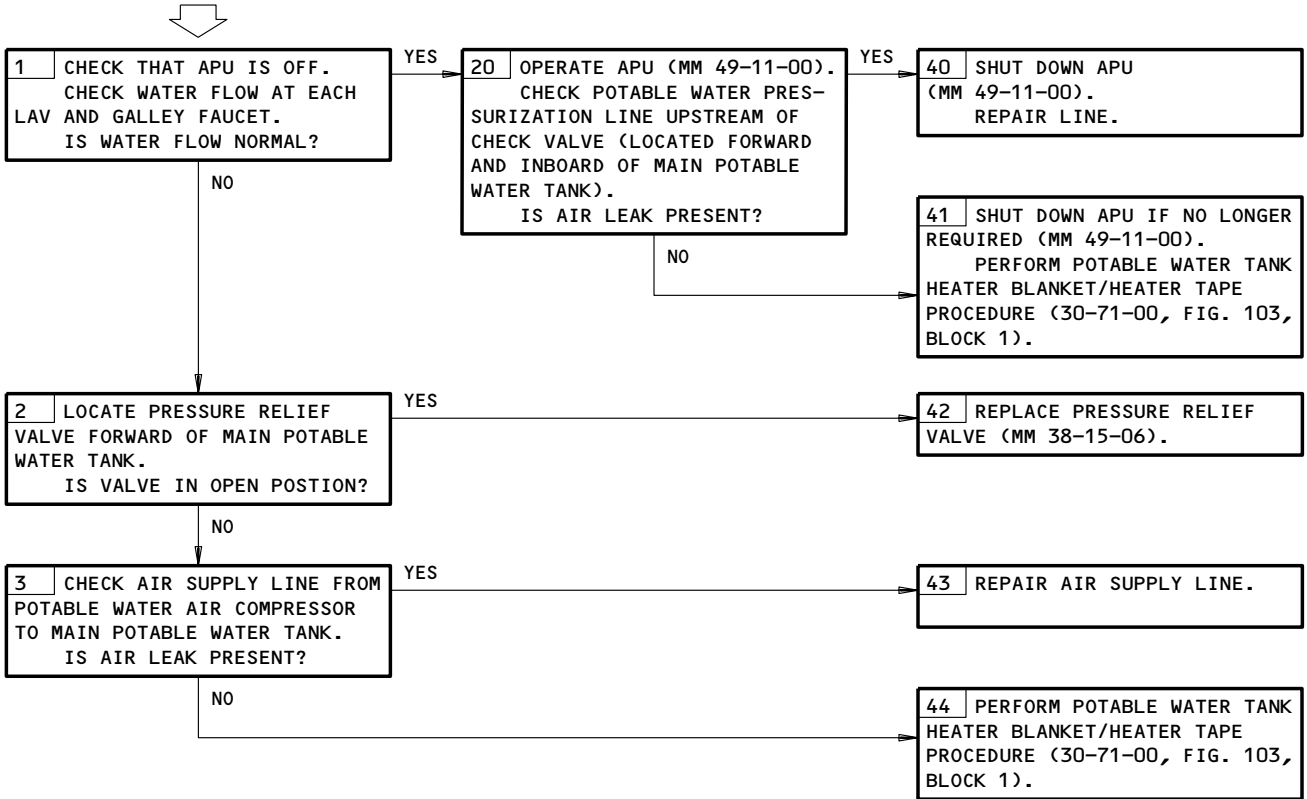 1 CHECK THAT APU IS OFF.
CHECK WATER FLOW AT EACH
LAV AND GALLEY FAUCET.
IS WATER FLOW NORMAL?
YES
NO
20 OPERATE APU (MM 49-11-00).
CHECK POTABLE WATER PRES-
SURIZATION LINE UPSTREAM OF
CHECK VALVE (LOCATED FORWARD
AND INBOARD OF MAIN POTABLE
WATER TANK).
IS AIR LEAK PRESENT?
YES
NO
40 SHUT DOWN APU
(MM 49-11-00).
REPAIR LINE.
41 SHUT DOWN APU IF NO LONGER
REQUIRED (MM 49-11-00).
PERFORM POTABLE WATER TANK
HEATER BLANKET/HEATER TAPE
PROCEDURE (30-71-00, FIG. 103,
BLOCK 1).
2 LOCATE PRESSURE RELIEF
VALVE FORWARD OF MAIN POTABLE
WATER TANK.
IS VALVE IN OPEN POSTION?
YES
NO
42 REPLACE PRESSURE RELIEF
VALVE (MM 38-15-06).
3 CHECK AIR SUPPLY LINE FROM
POTABLE WATER AIR COMPRESSOR
TO MAIN POTABLE WATER TANK.
IS AIR LEAK PRESENT?
YES
NO
43 REPAIR AIR SUPPLY LINE.
44 PERFORM POTABLE WATER TANK
HEATER BLANKET/HEATER TAPE
PROCEDURE (30-71-00, FIG. 103,
BLOCK 1).